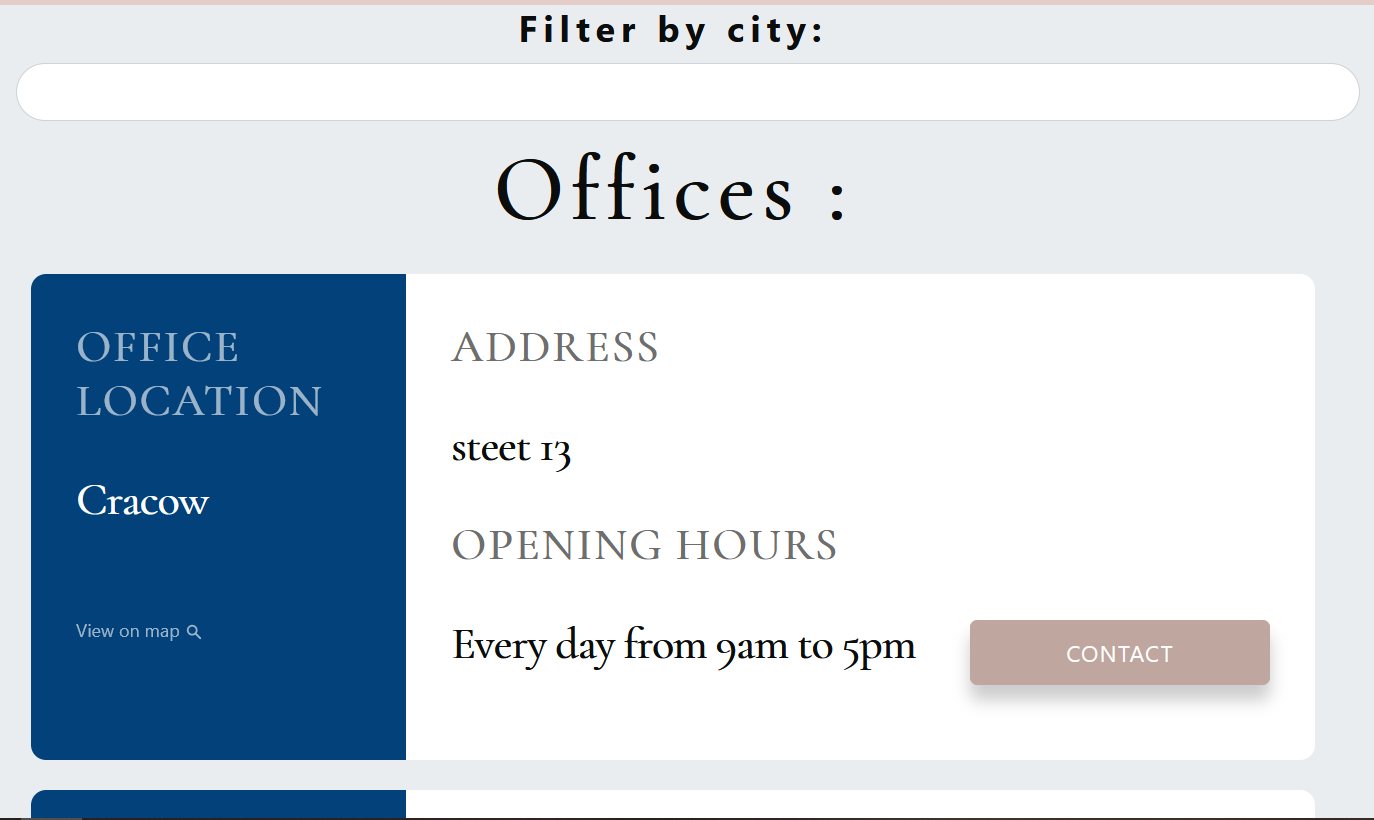 Filter by city:
Offices :
OFFICE
LOCATION
Cracow
View on map
ADDRESS
steet 13
OPENING HOURS
Every day from 9am to 5pm
CONTACT